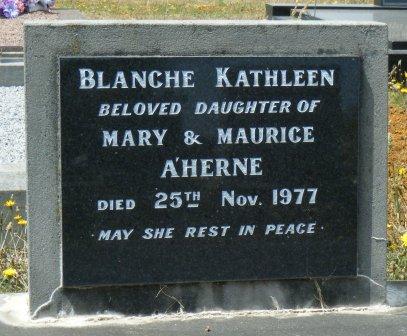 BLANCHE KATHLEEN
BELOVED DAUGHTER OF
MARY & MAURICE
A'HERNE
DIED 25TH NOV. 1977
· MAY SHE REST IN PEACE ·